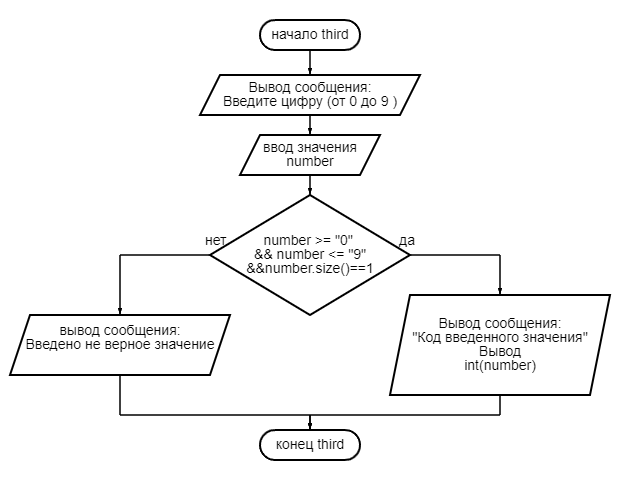 начало third
Вывод сообщения:
Введите цифру (от 0 до 9 )
ввод значения
number
нет
number >= "0"
&& number <= "9"
&&number.size()==1
да
вывод сообщения:
Введено не верное значение
Вывод сообщения:
"Код введенного значения"
Вывод
int(number)
конец third